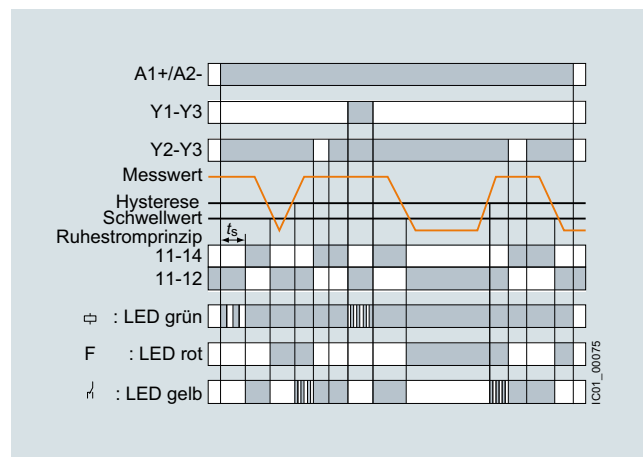 A1+/A2-
Y1-Y3
Y2-Y3
Messwert
Hysterese
Schwellwert
Ruhestromprinzip
ts
11-14
11-12
: LED grün
F : LED rot
: LED gelb
IC01_00075